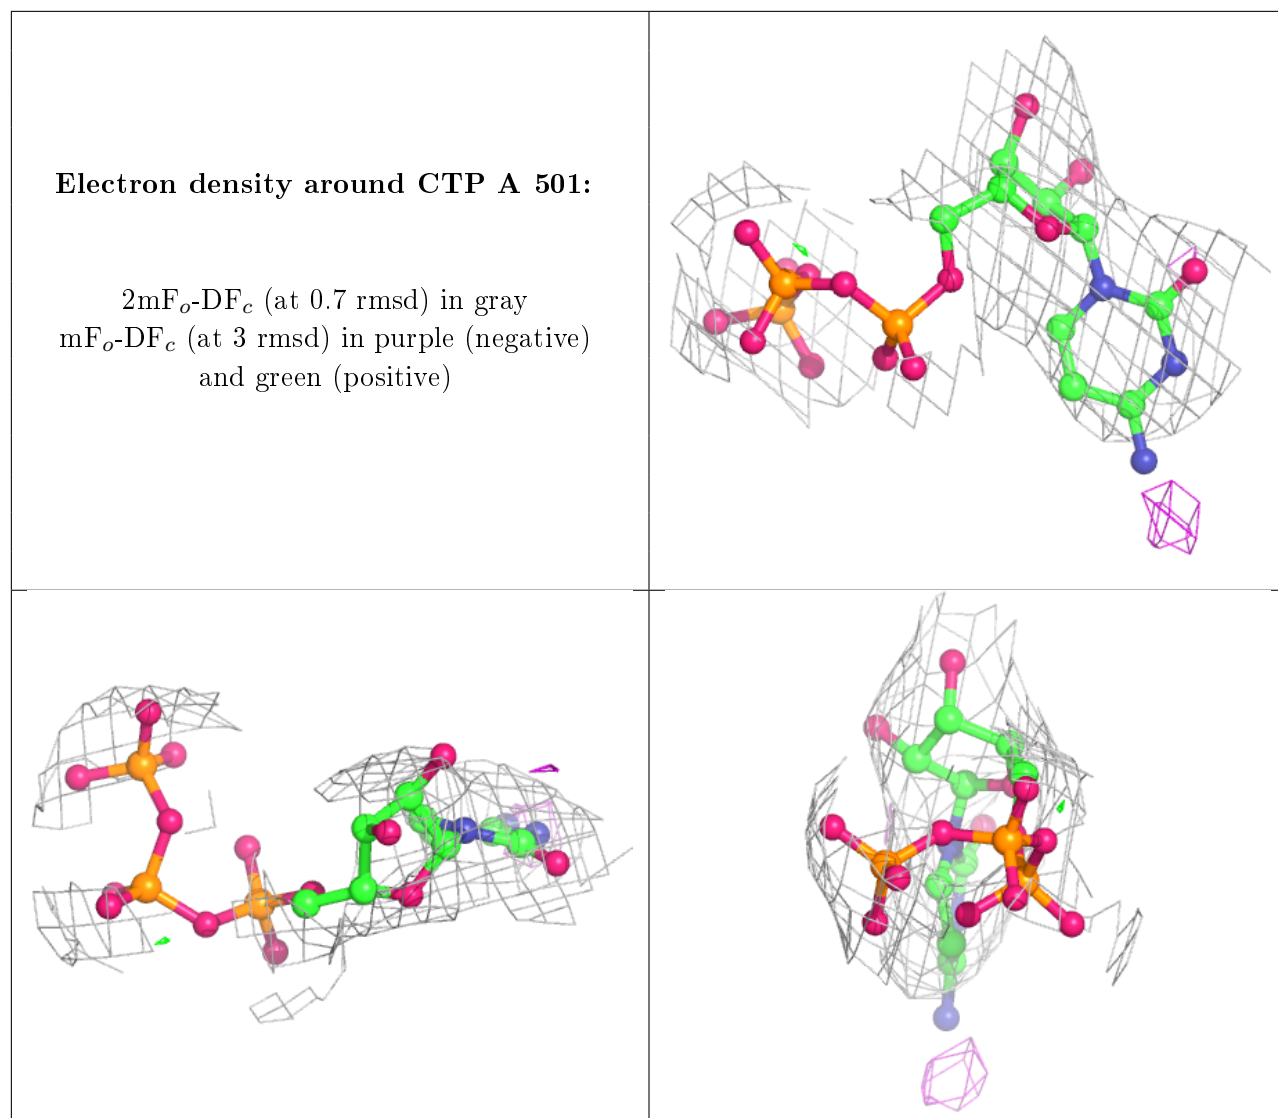 Electron density around CTP A 501:
2mFo-DFc (at 0.7 rmsd) in gray
mFo-DFc (at 3 rmsd) in purple (negative)
and green (positive)